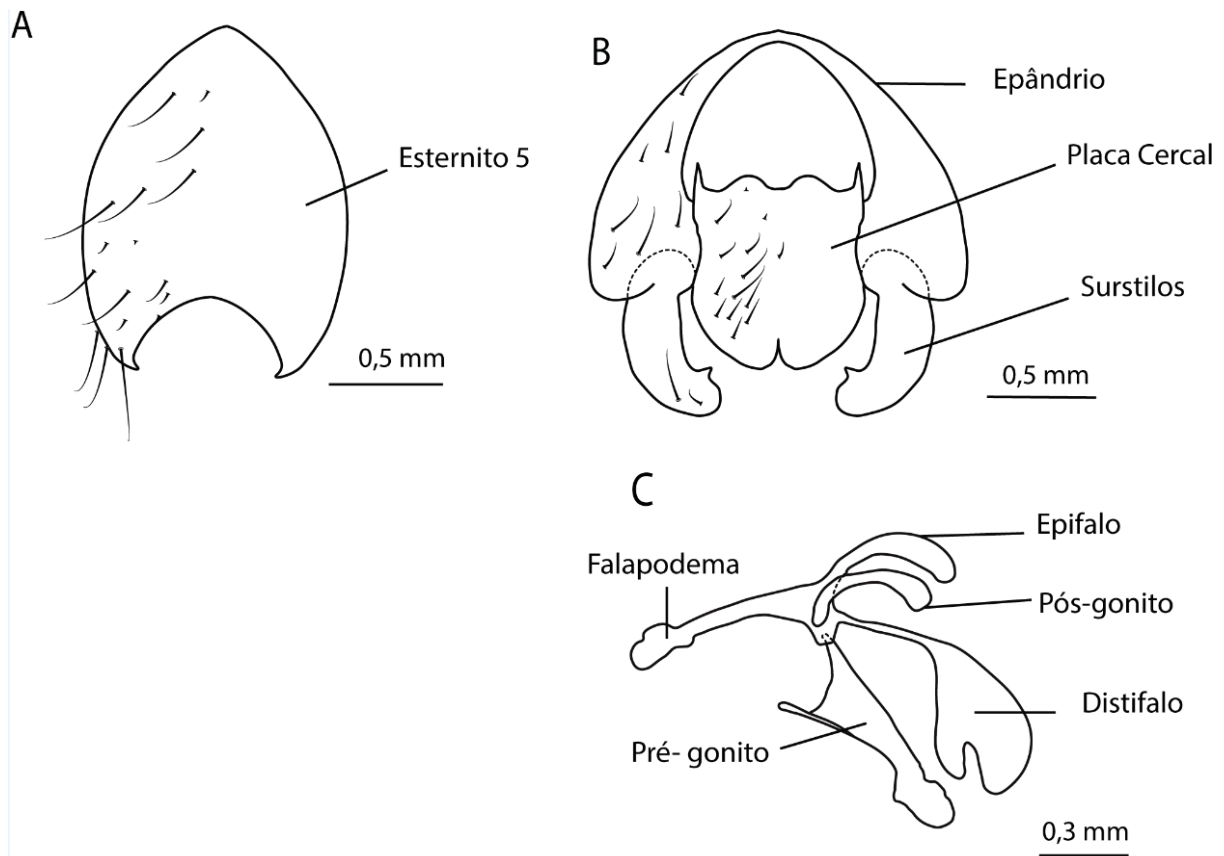 A
Esternito 5
0,5 mm
B
Epândrio
Placa Cercal
Surstilos
0,5 mm
C
Epifalo
Falapodema
Pós-gonito
Distifalo
Pré- gonito
0,3 mm